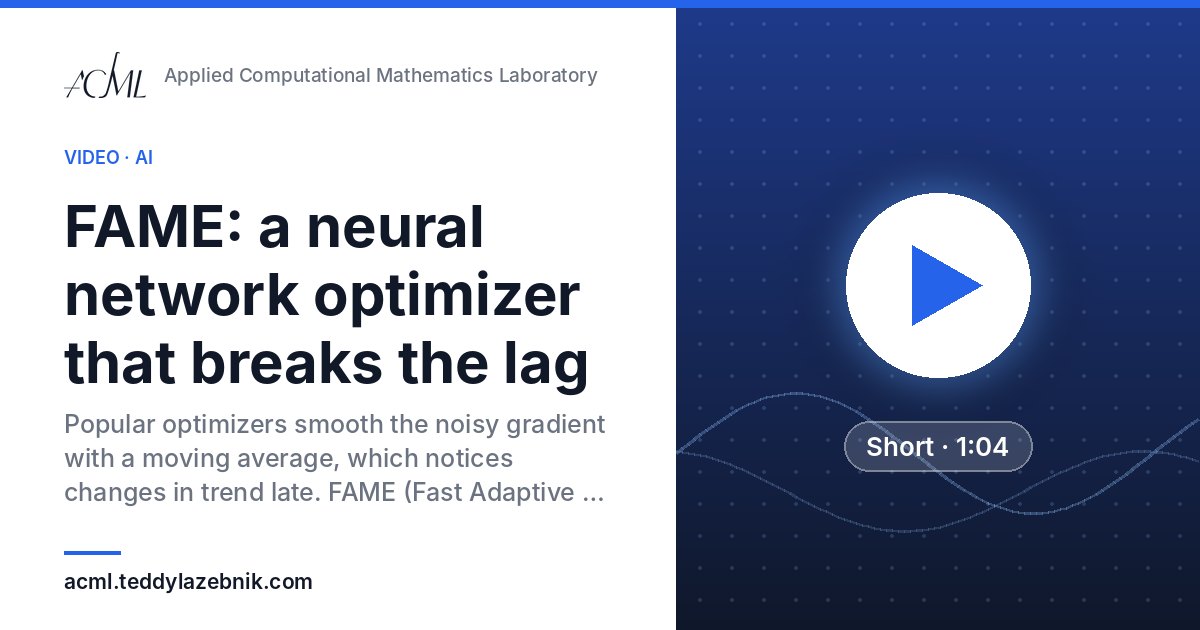 ACML Applied Computational Mathematics Laboratory
VIDEO · AI
FAME: a neural
network optimizer
that breaks the lag
Popular optimizers smooth the noisy gradient
with a moving average, which notices
changes in trend late. FAME (Fast Adaptive ...
acml.teddylazebnik.com
Short · 1:04